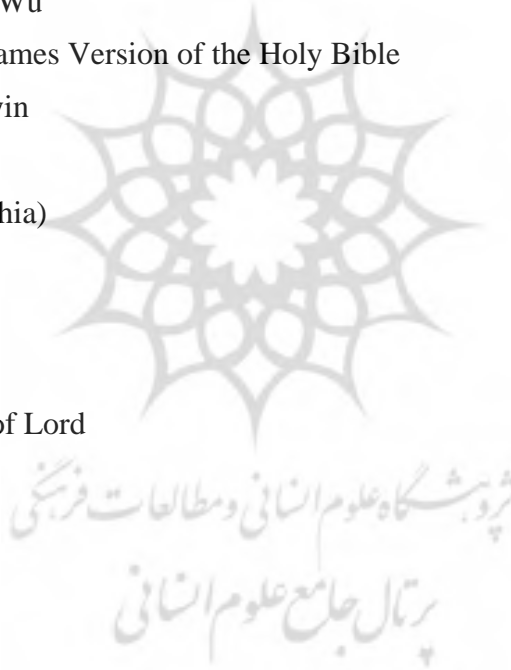 Wu
ames Version of the Holy Bible
vin
hia)
of Lord
ژوهشگاه علوم انسانی و مطالعات فرهنگی
پرتال جامع علوم انسانی